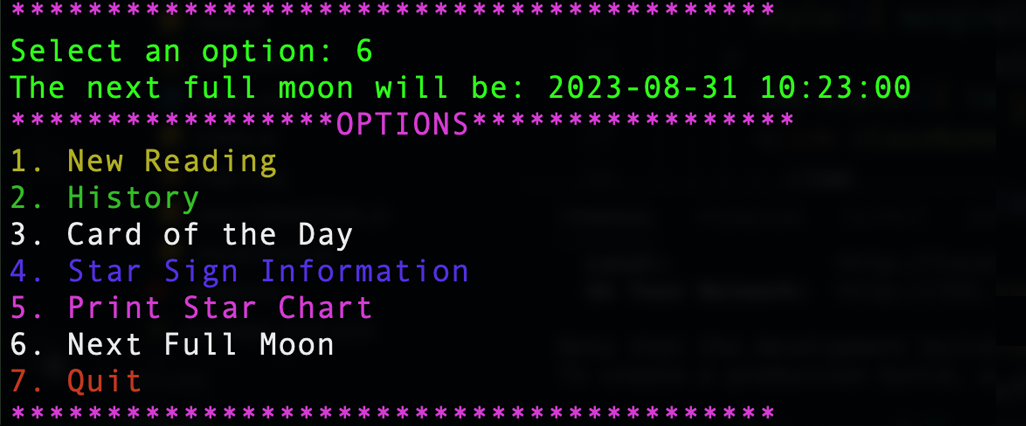 ****************************************
Select an option: 6
The next full moon will be: 2023-08-31 10:23:00
*****************OPTIONS*****************
1. New Reading
2. History
3. Card of the Day
4. Star Sign Information
5. Print Star Chart
6. Next Full Moon
7. Quit
****************************************